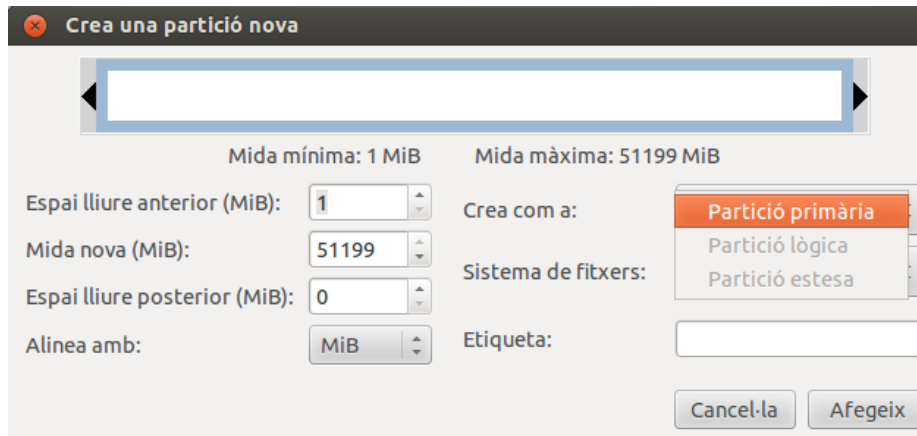 Crea una partició nova
Mida mínima: 1 MiB Mida màxima: 51199 MiB
Espai lliure anterior (MiB): 1
Mida nova (MiB): 51199
Espai lliure posterior (MiB): 0
Alinea amb: MiB
Crea com a: Partició primària
Partició lògica
Partició estesa
Sistema de fitxers:
Etiqueta:
Cancel·la Afegeix